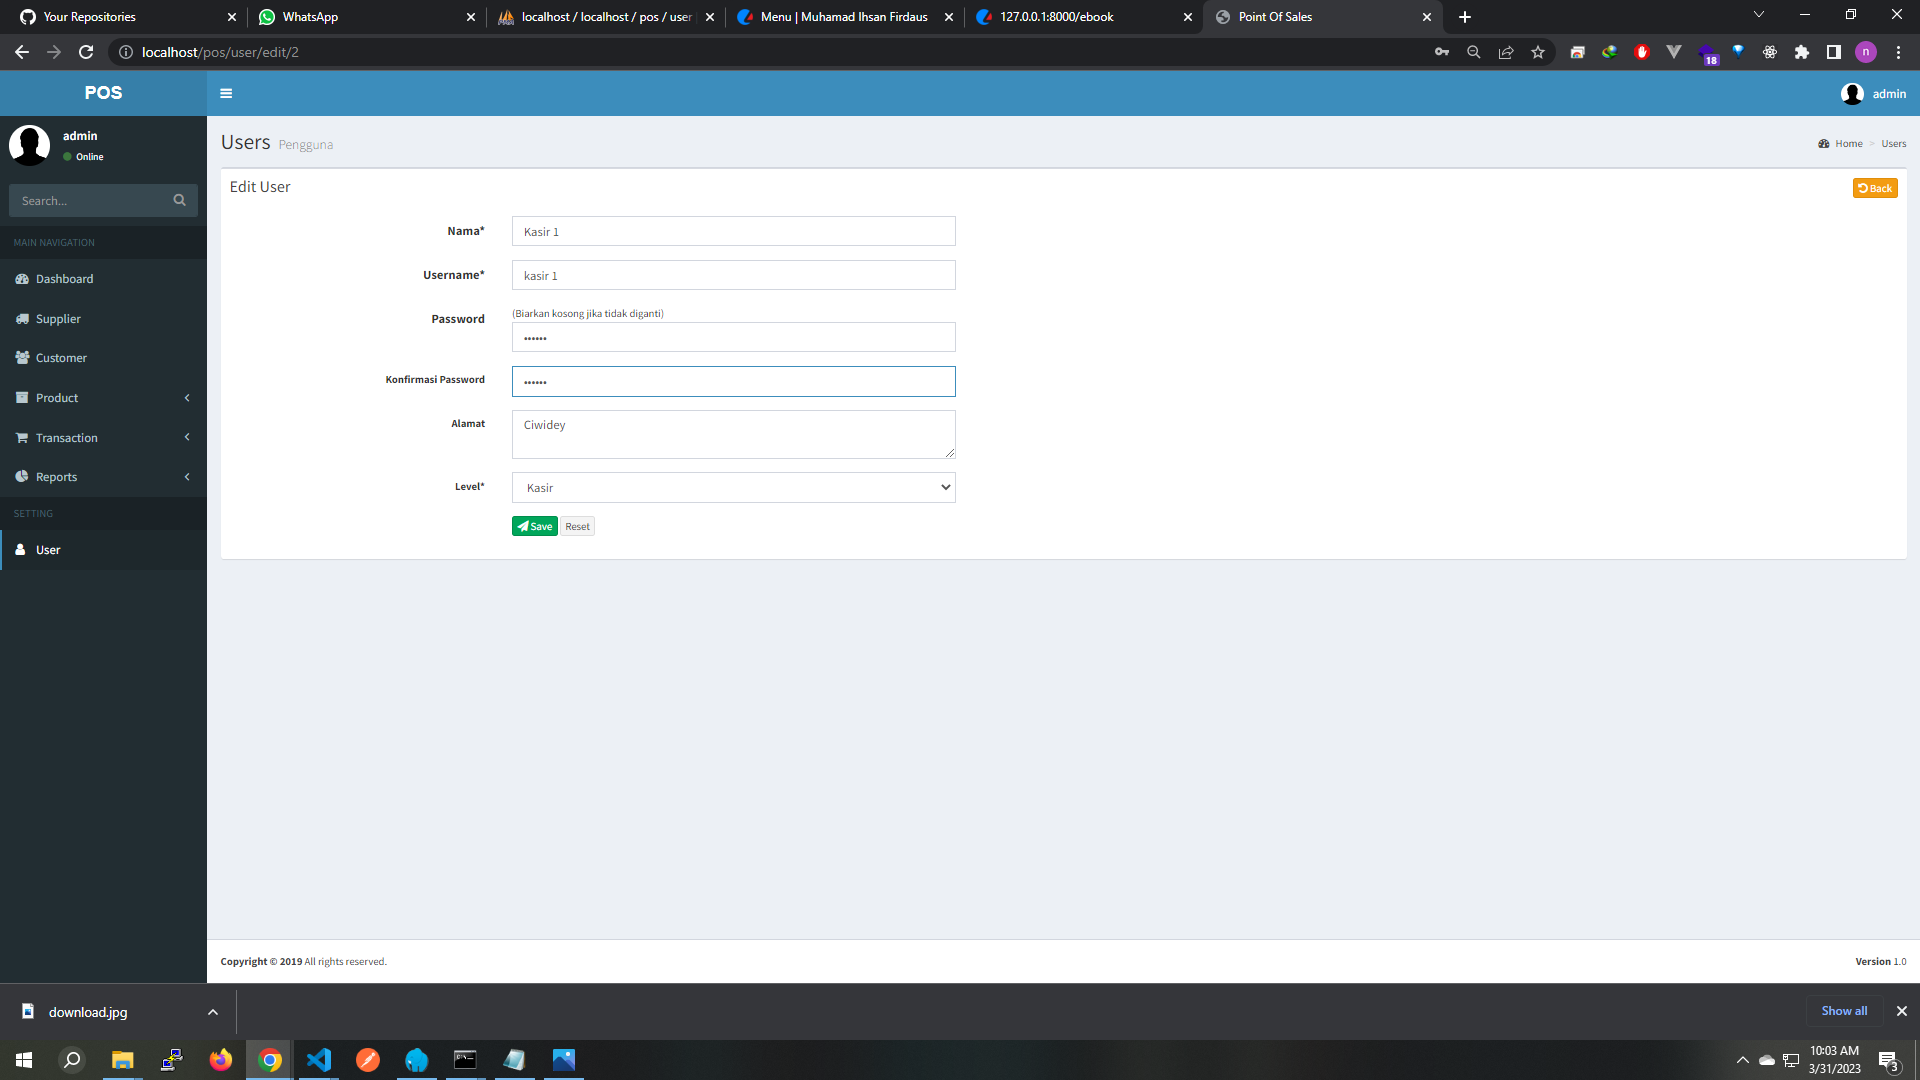 Your Repositories
WhatsApp
localhost / localhost / pos / user
Menu | Muhamad Ihsan Firdaus
127.0.0.1:8000/ebook
Point Of Sales
localhost/pos/user/edit/2
18
n
POS
admin
admin
Online
Users Pengguna
Home > Users
Search...
Edit User
Back
MAIN NAVIGATION
Dashboard
Supplier
Customer
Product
Transaction
Reports
SETTING
User
Nama*
Kasir 1
Username*
kasir 1
Password
(Biarkan kosong jika tidak diganti)
••••••
Konfirmasi Password
••••••
Alamat
Ciwidey
Level*
Kasir
Save
Reset
Copyright © 2019 All rights reserved.
Version 1.0
download.jpg
Show all
10:03 AM
3/31/2023
3